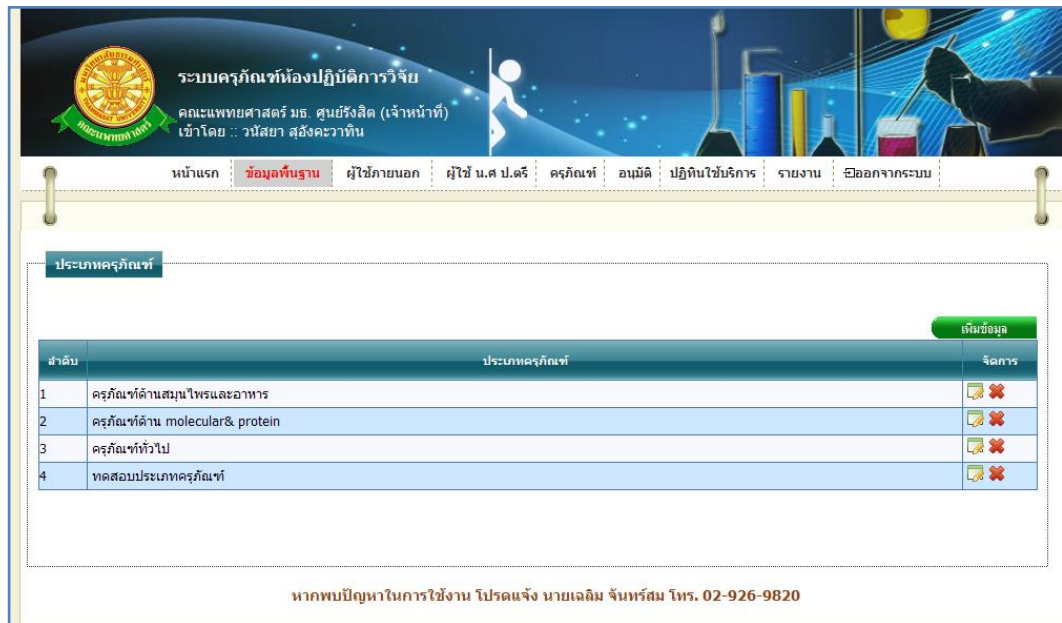 ระบบครุภัณฑ์ห้องปฏิบัติการวิจัย
คณะแพทยศาสตร์ มธ. ศูนย์รังสิต (เจ้าหน้าที่)
เข้าโดย :: วนัสยา สุอังคะวาทิน
คณะแพทยศาสตร์
หน้าแรก ข้อมูลพื้นฐาน ผู้ใช้ภายนอก ผู้ใช้ น.ศ ป.ตรี ครุภัณฑ์ อนุมัติ ปฏิทินใช้บริการ รายงาน ออกจากระบบ
ประเภทครุภัณฑ์
เพิ่มข้อมูล
ลำดับ ประเภทครุภัณฑ์ จัดการ
1 ครุภัณฑ์ด้านสมุนไพรและอาหาร
2 ครุภัณฑ์ด้าน molecular& protein
3 ครุภัณฑ์ทั่วไป
4 ทดสอบประเภทครุภัณฑ์
หากพบปัญหาในการใช้งาน โปรดแจ้ง นายเฉลิม จันทร์สม โทร. 02-926-9820